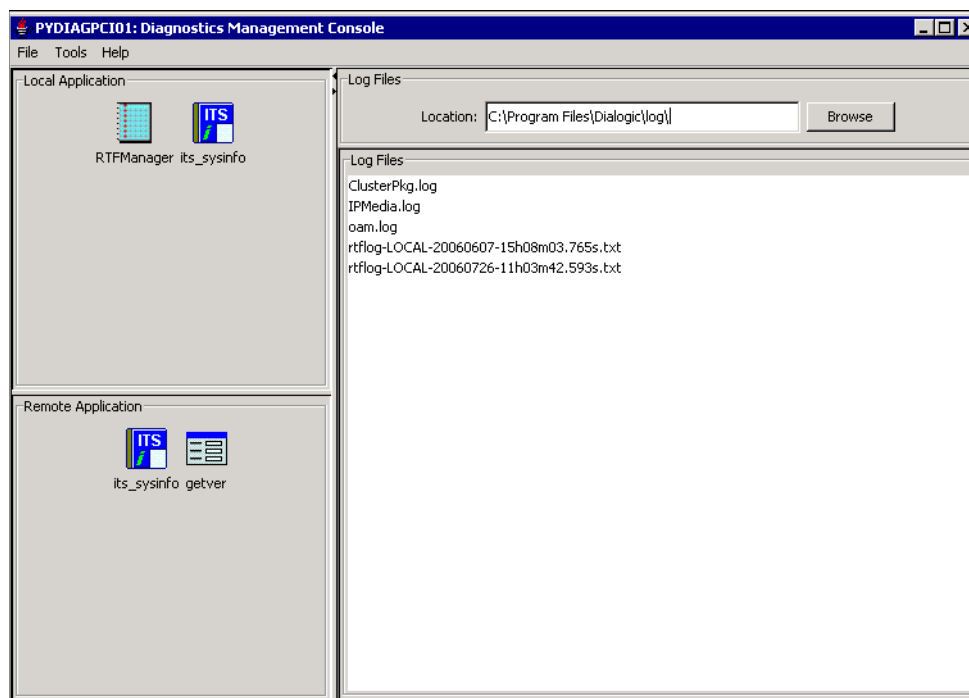 PYDIAGPCI01: Diagnostics Management Console
File Tools Help
Local Application
ITS
i
RTFManager its_sysinfo
Remote Application
ITS
i
its_sysinfo getver
Log Files
Location: C:\Program Files\Dialogic\log\ Browse
Log Files
ClusterPkg.log
IPMedia.log
oam.log
rtflog-LOCAL-20060607-15h08m03.765s.txt
rtflog-LOCAL-20060726-11h03m42.593s.txt